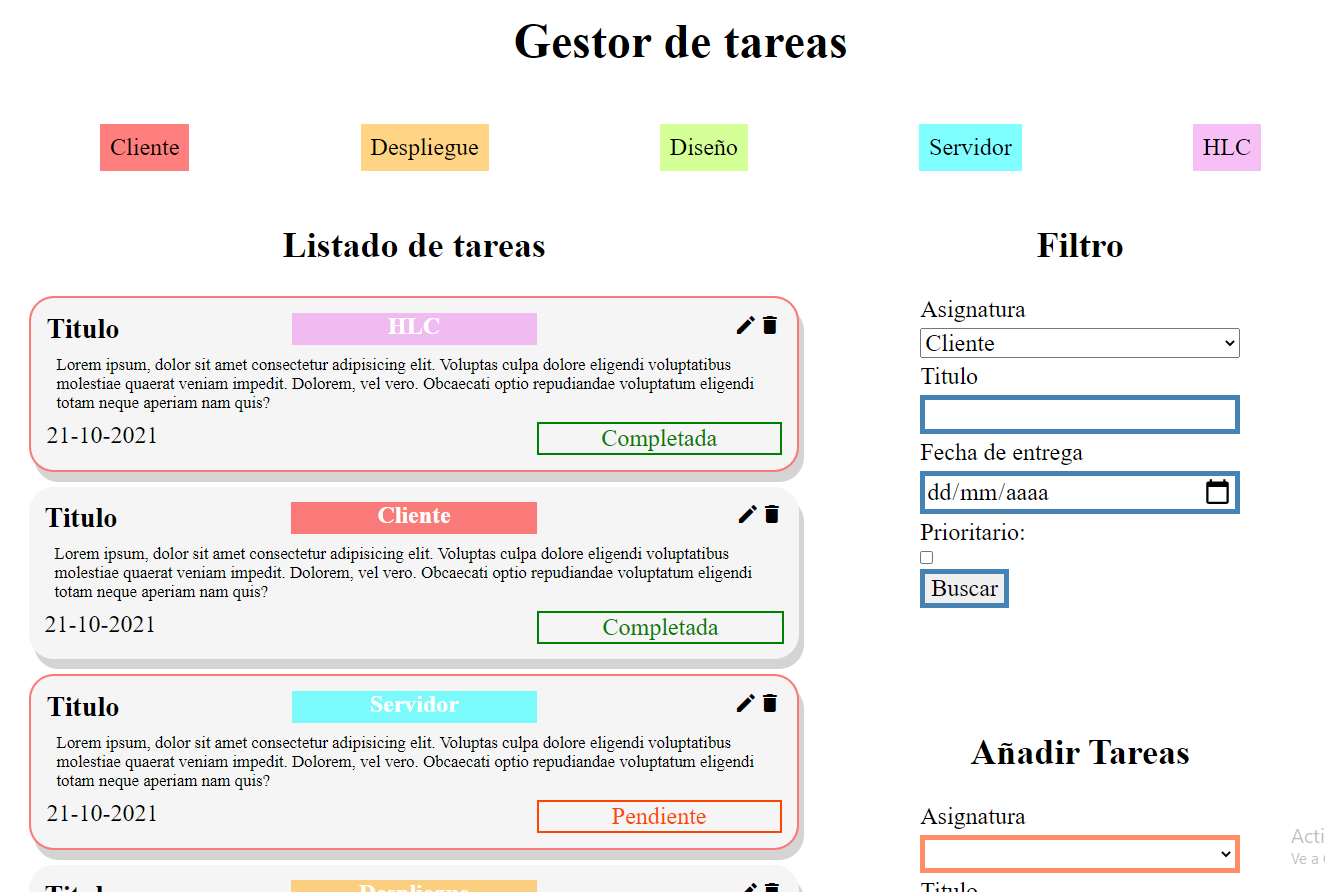 Gestor de tareas
Cliente
Despliegue
Diseño
Servidor
HLC
Listado de tareas
Titulo
HLC
Lorem ipsum, dolor sit amet consectetur adipisicing elit. Voluptas culpa dolore eligendi voluptatibus
molestiae quaerat veniam impedit. Dolorem, vel vero. Obcaecati optio repudiandae voluptatum eligendi
totam neque aperiam nam quis?
21-10-2021
Completada
Titulo
Cliente
Lorem ipsum, dolor sit amet consectetur adipisicing elit. Voluptas culpa dolore eligendi voluptatibus
molestiae quaerat veniam impedit. Dolorem, vel vero. Obcaecati optio repudiandae voluptatum eligendi
totam neque aperiam nam quis?
21-10-2021
Completada
Titulo
Servidor
Lorem ipsum, dolor sit amet consectetur adipisicing elit. Voluptas culpa dolore eligendi voluptatibus
molestiae quaerat veniam impedit. Dolorem, vel vero. Obcaecati optio repudiandae voluptatum eligendi
totam neque aperiam nam quis?
21-10-2021
Pendiente
Titulo
Despliegue
Filtro
Asignatura
Cliente
Titulo
Fecha de entrega
dd/mm/aaaa
Prioritario:
Buscar
Añadir Tareas
Asignatura
Titulo
Acti
Ve a